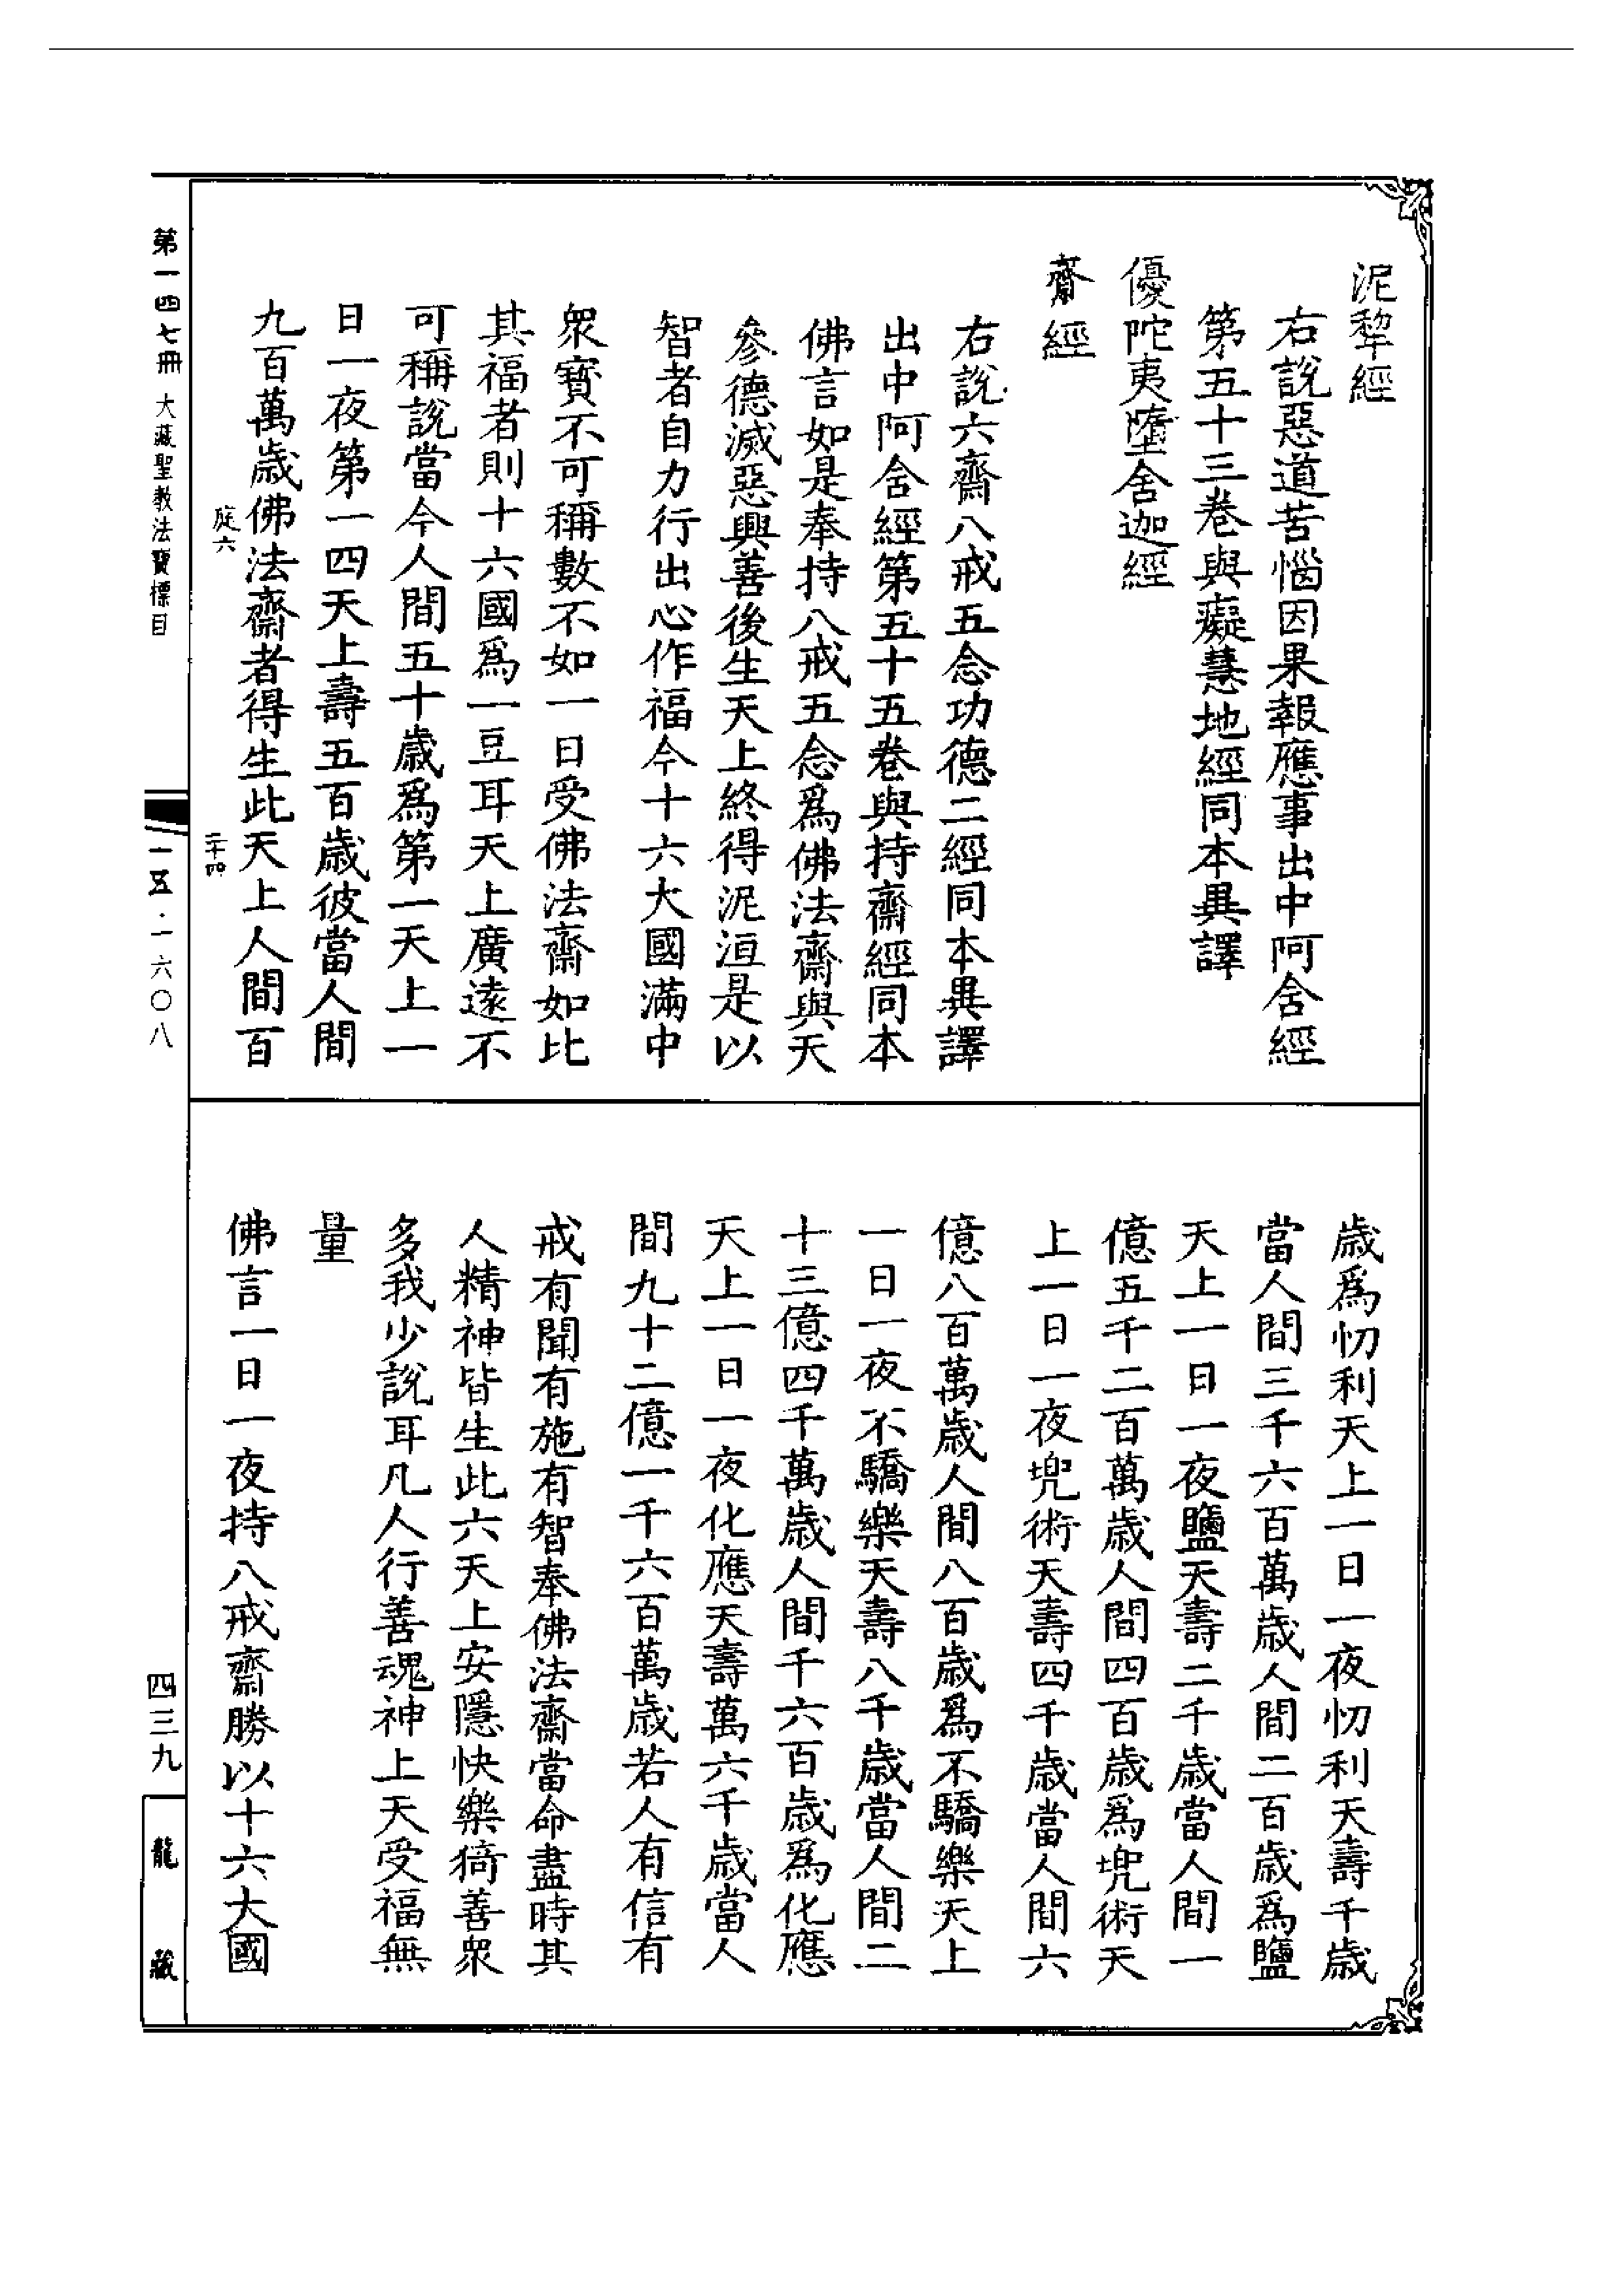 泥犂經
右說惡道苦惱因果報應事出中阿舍經
第五十三卷與癡慧地經同本異譯
優陀夷墮舍迦經
齋經
右說六齋八戒五念功德二經同本異譯
出中阿舍經第五十五卷與持齋經同本
佛言如是奉持八戒五念爲佛法齋與天
參德滅惡興善後生天上終得泥洹是以
智者自力行出心作福今十六大國滿中
眾寶不可稱數不如一日受佛法齋如比
其福者則十六國爲一豆耳天上廣遠不
可稱說當今人間五十歲爲第一天上一
日一夜第一四天上壽五百歲彼當人間
九百萬歲佛法齋者得生此天上人間百
庭六
二十四
歲爲忉利天上一日一夜忉利天壽千歲
當人間三千六百萬歲人間二百歲爲鹽
天上一日一夜鹽天壽二千歲當人間一
億五千二百萬歲人間四百歲爲兜術天
上一日一夜兜術天壽四千歲當人間六
億八百萬歲人間八百歲爲不驕樂天上
一日一夜不驕樂天壽八千歲當人間二
十三億四千萬歲人間千六百歲爲化應
天上一日一夜化應天壽萬六千歲當人
間九十二億一千六百萬歲若人有信有
戒有聞有施有智奉佛法齋當命盡時其
人精神皆生此六天上安隱快樂猗善眾
多我少說耳凡人行善魂神上天受福無
量
佛言一日一夜持八戒齋勝以十六大國
第一四七冊 大藏聖教法寶標目
一五·一六〇八
四三九
龍藏